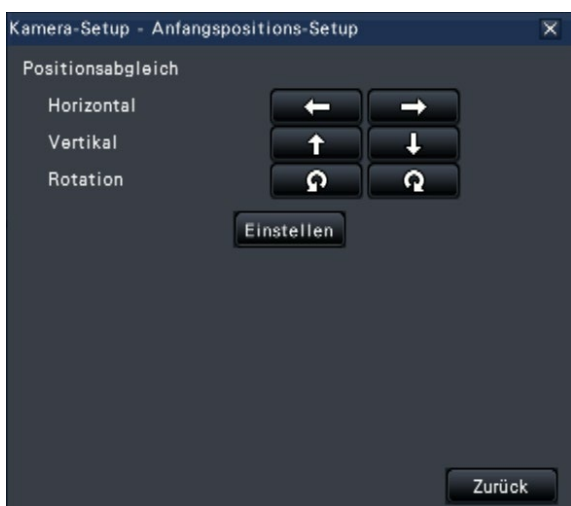 Kamera-Setup - Anfangspositions-Setup
Positionsabgleich
Horizontal
Vertikal
Rotation
Einstellen
Zurück